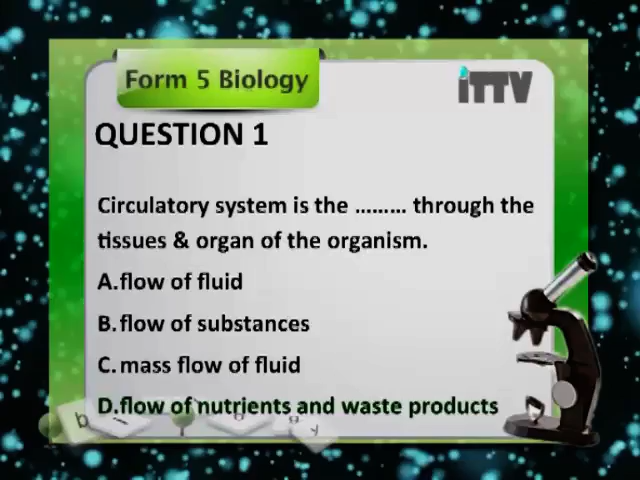 Form 5 Biology
iTTV
QUESTION 1
Circulatory system is the ......... through the
tissues & organ of the organism.
A.flow of fluid
B.flow of substances
C.mass flow of fluid
D.flow of nutrients and waste products
b